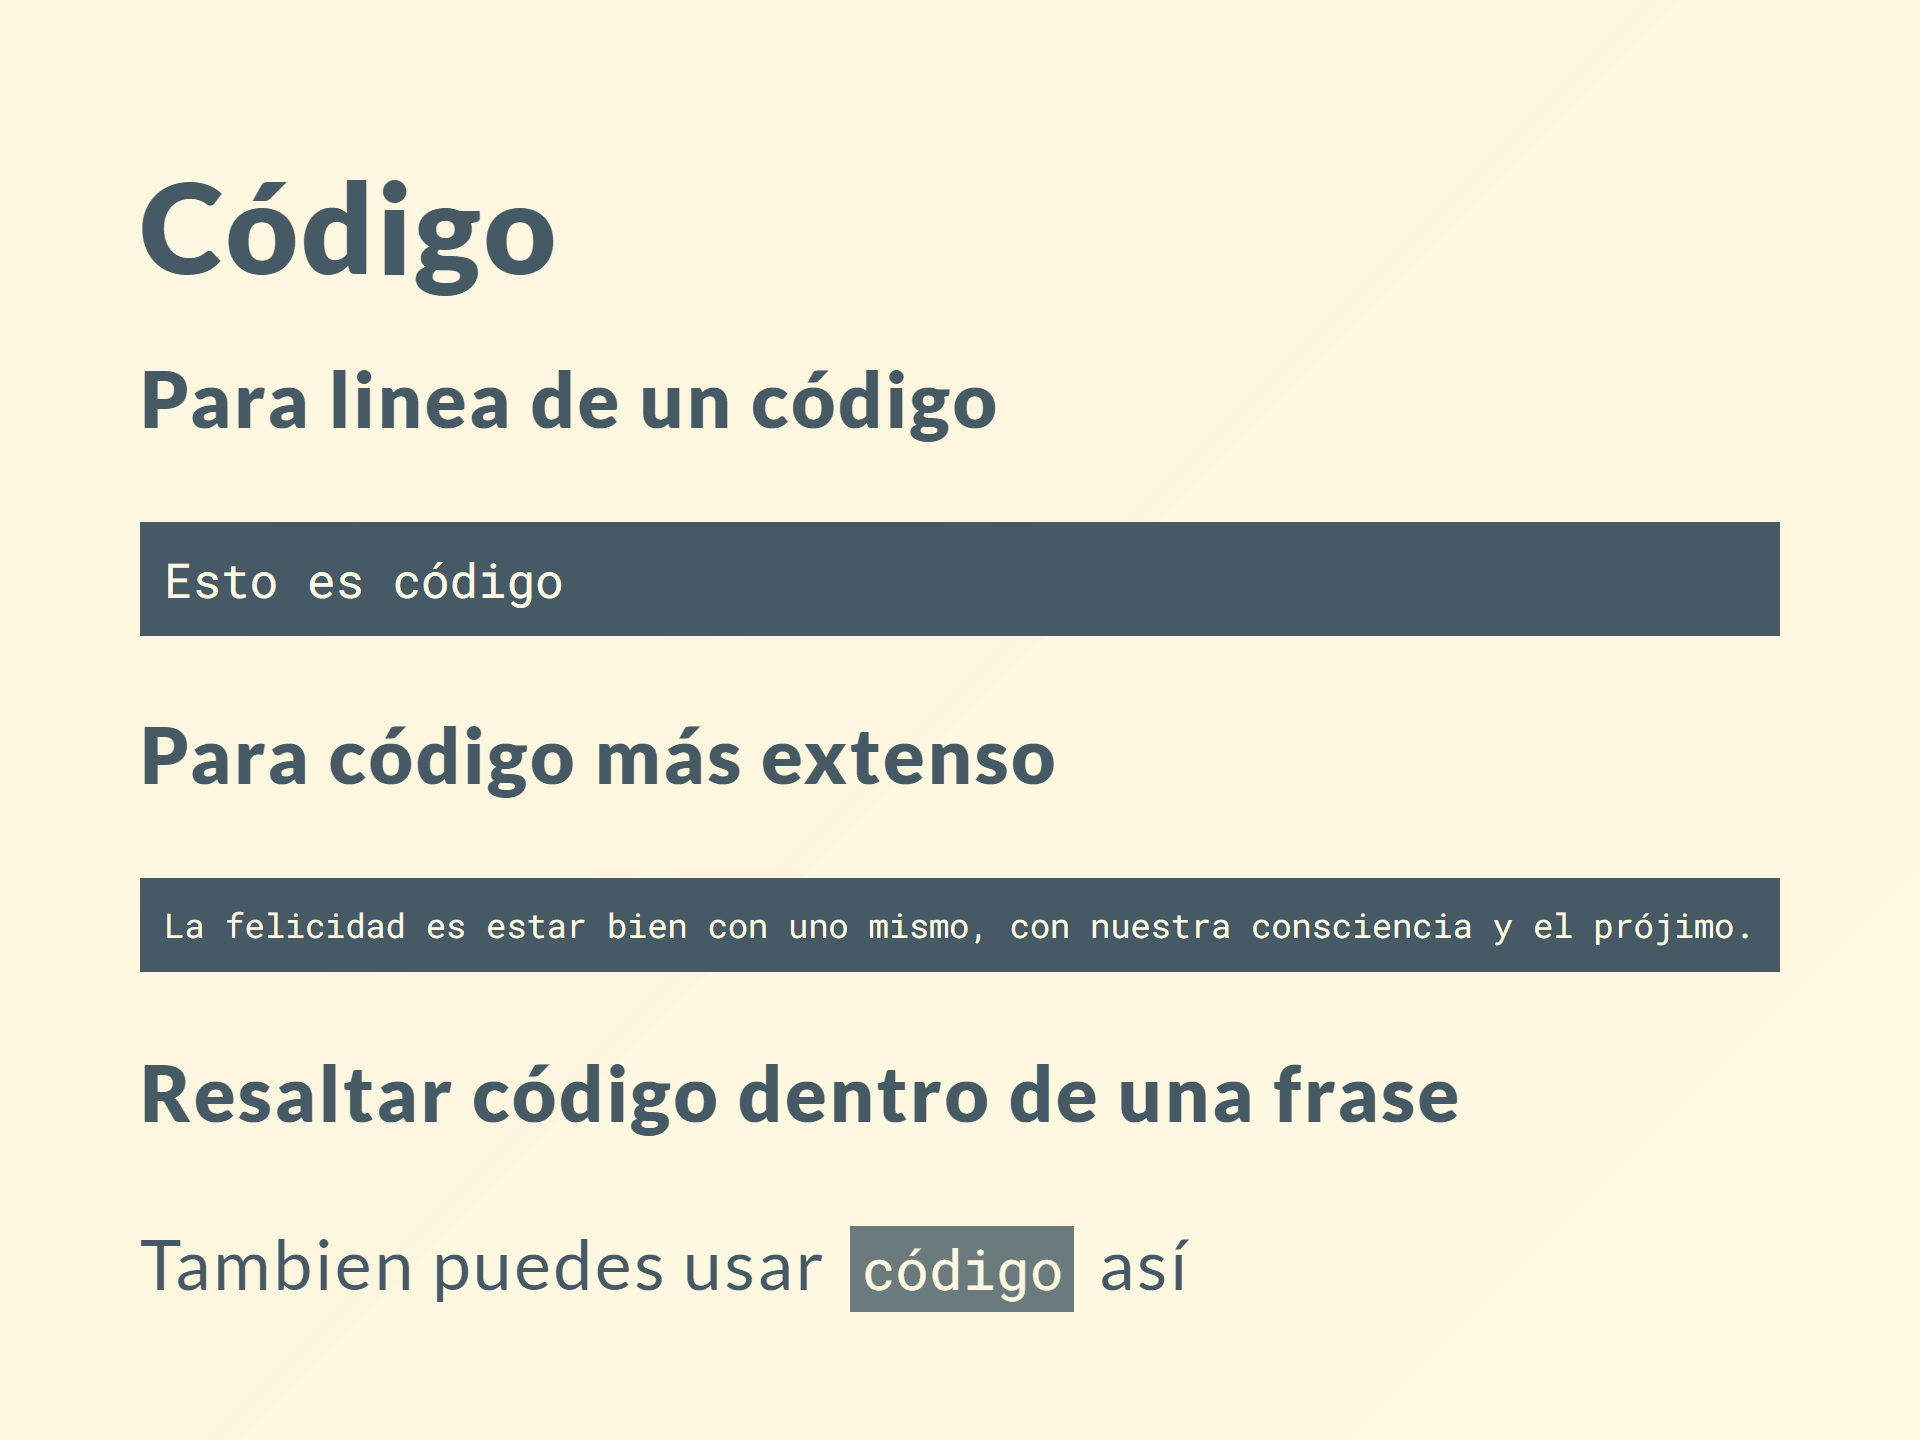 Código
Para linea de un código
Esto es código
Para código más extenso
La felicidad es estar bien con uno mismo, con nuestra consciencia y el prójimo.
Resaltar código dentro de una frase
Tambien puedes usar código así